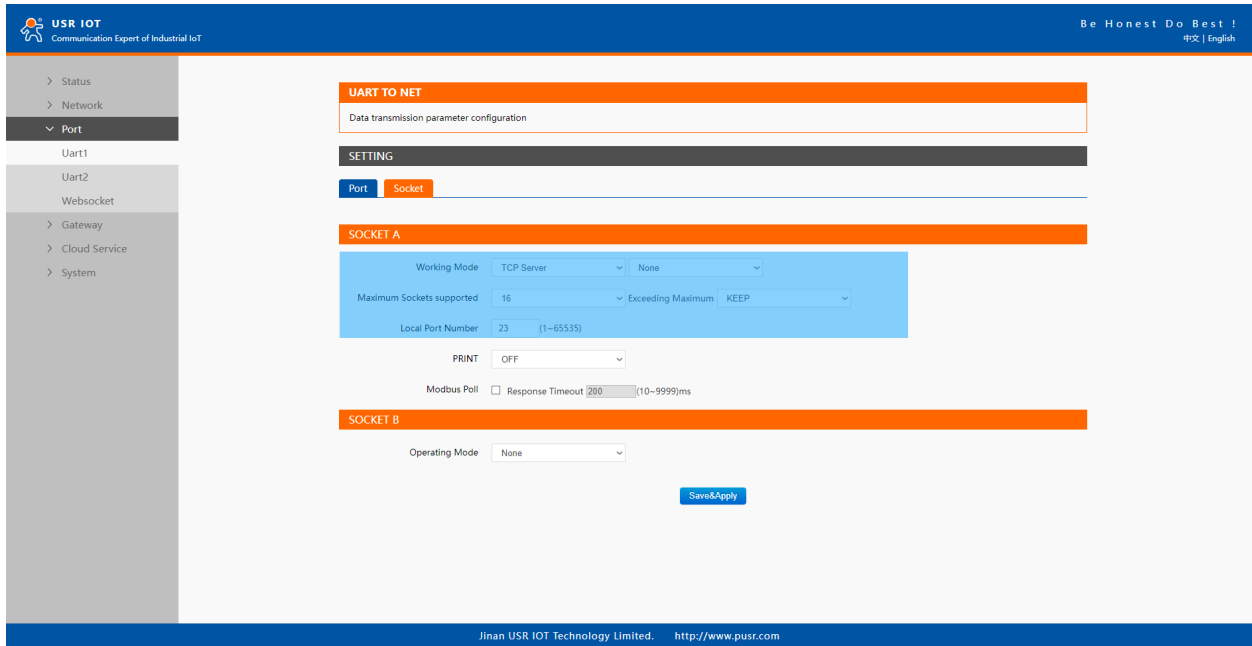 USR IOT
Communication Expert of Industrial IoT
Be Honest Do Best !
中文 | English
Status
Network
Port
Uart1
Uart2
Websocket
Gateway
Cloud Service
System
UART TO NET
Data transmission parameter configuration
SETTING
Port Socket
SOCKET A
Working Mode TCP Server None
Maximum Sockets supported 16 Exceeding Maximum KEEP
Local Port Number 23 (1~65535)
PRINT OFF
Modbus Poll Response Timeout 200 (10~9999)ms
SOCKET B
Operating Mode None
Save&Apply
Jinan USR IOT Technology Limited. http://www.pusr.com